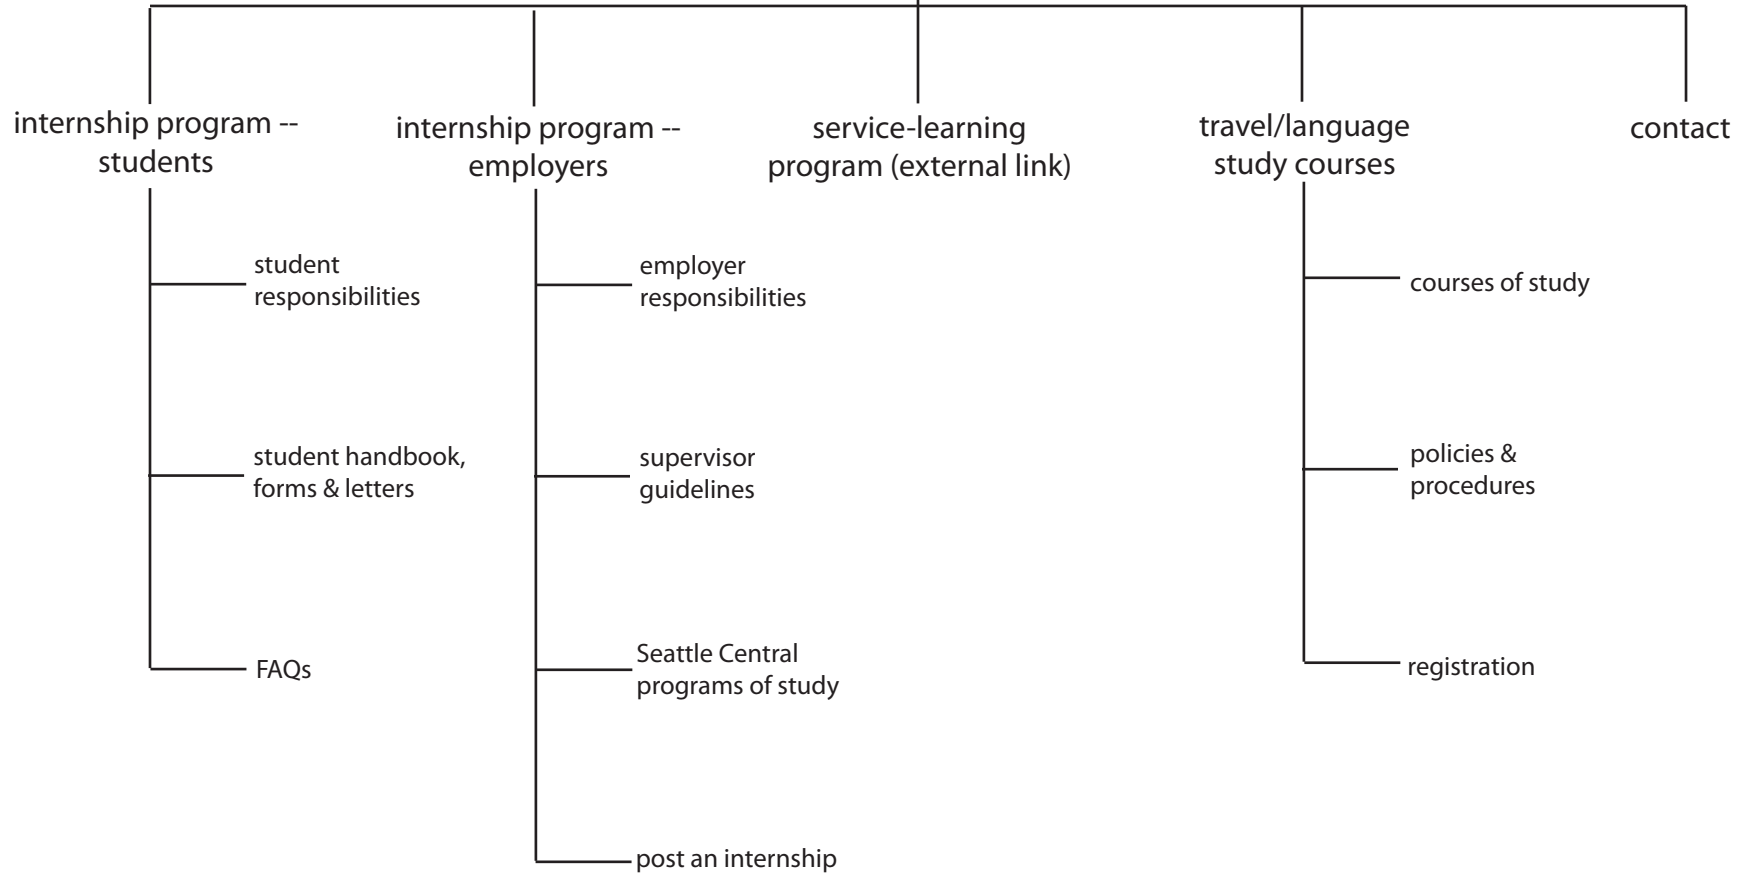 internship program --
students
internship program --
employers
service-learning
program (external link)
travel/language
study courses
contact
student
responsibilities
student handbook,
forms & letters
FAQs
employer
responsibilities
supervisor
guidelines
Seattle Central
programs of study
post an internship
courses of study
policies &
procedures
registration